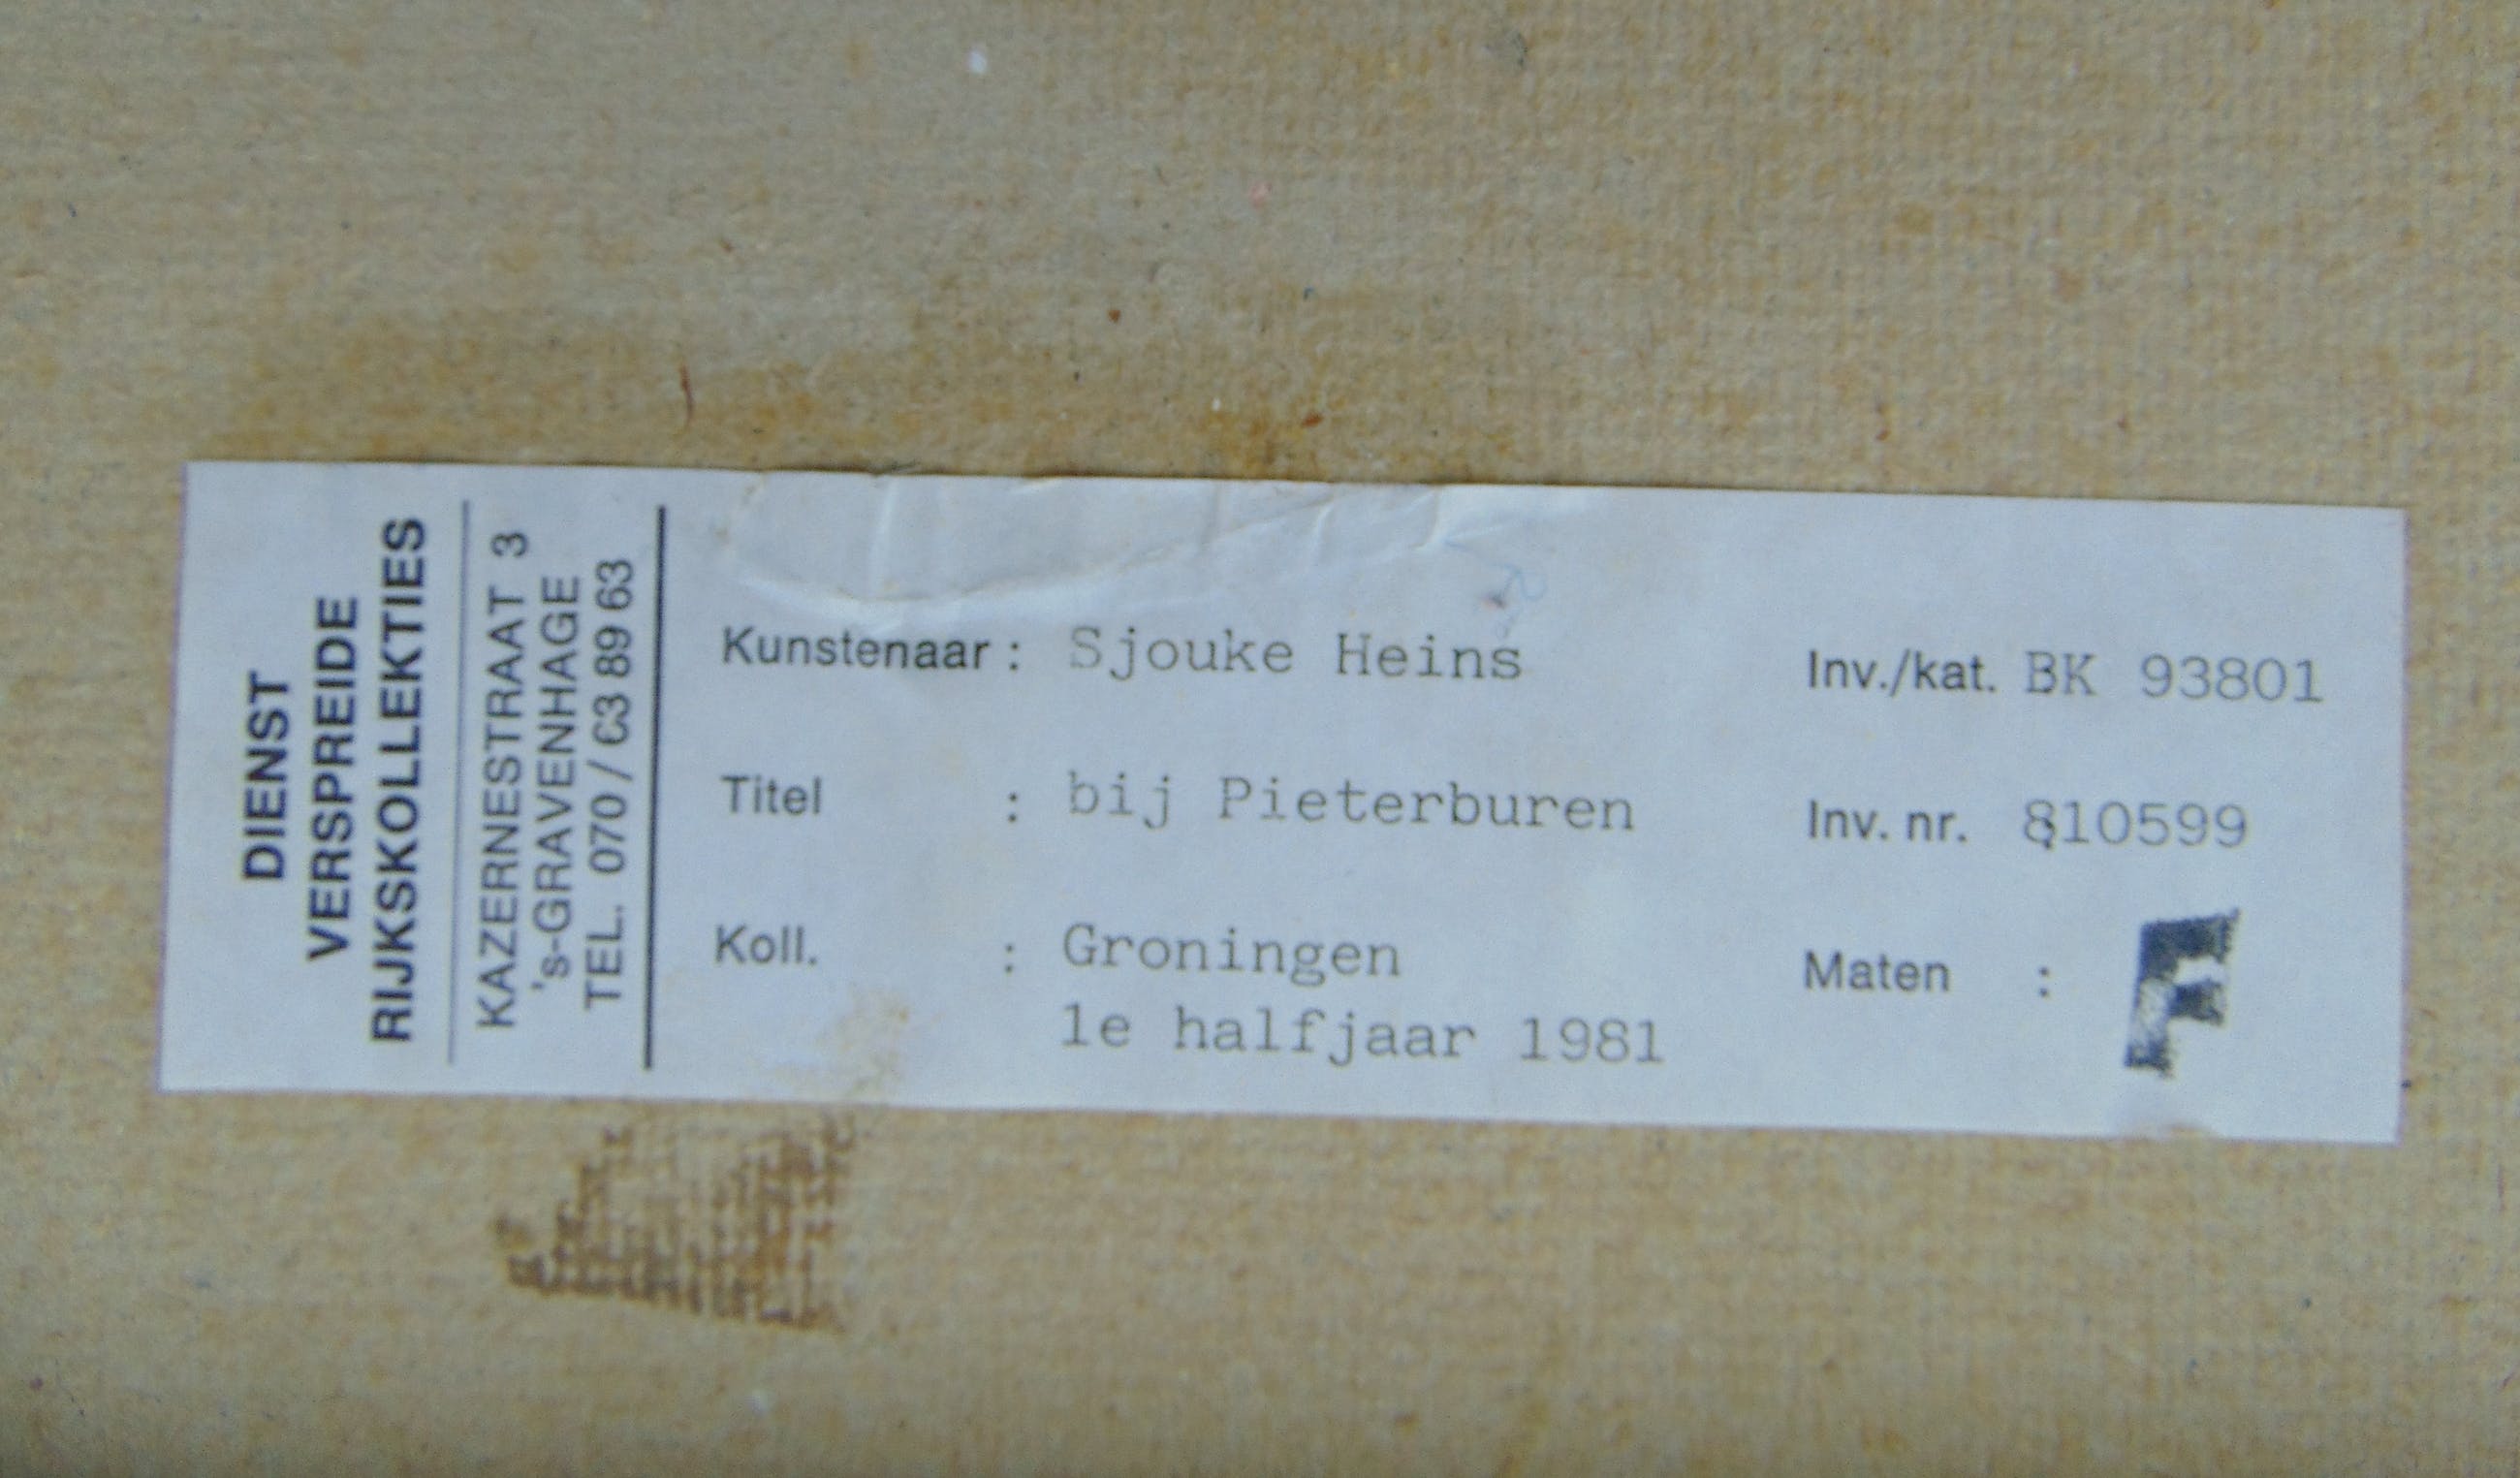 DIENST
VERSPREIDE
RIJKSKOLLEKTIES
KAZERNESTRAAT 3
's-GRAVENHAGE
TEL. 070 / 63 89 63
Kunstenaar : Sjouke Heins
Titel : bij Pieterburen
Koll. : Groningen
1e halfjaar 1981
Inv./kat. BK 93801
Inv. nr. 810599
Maten :